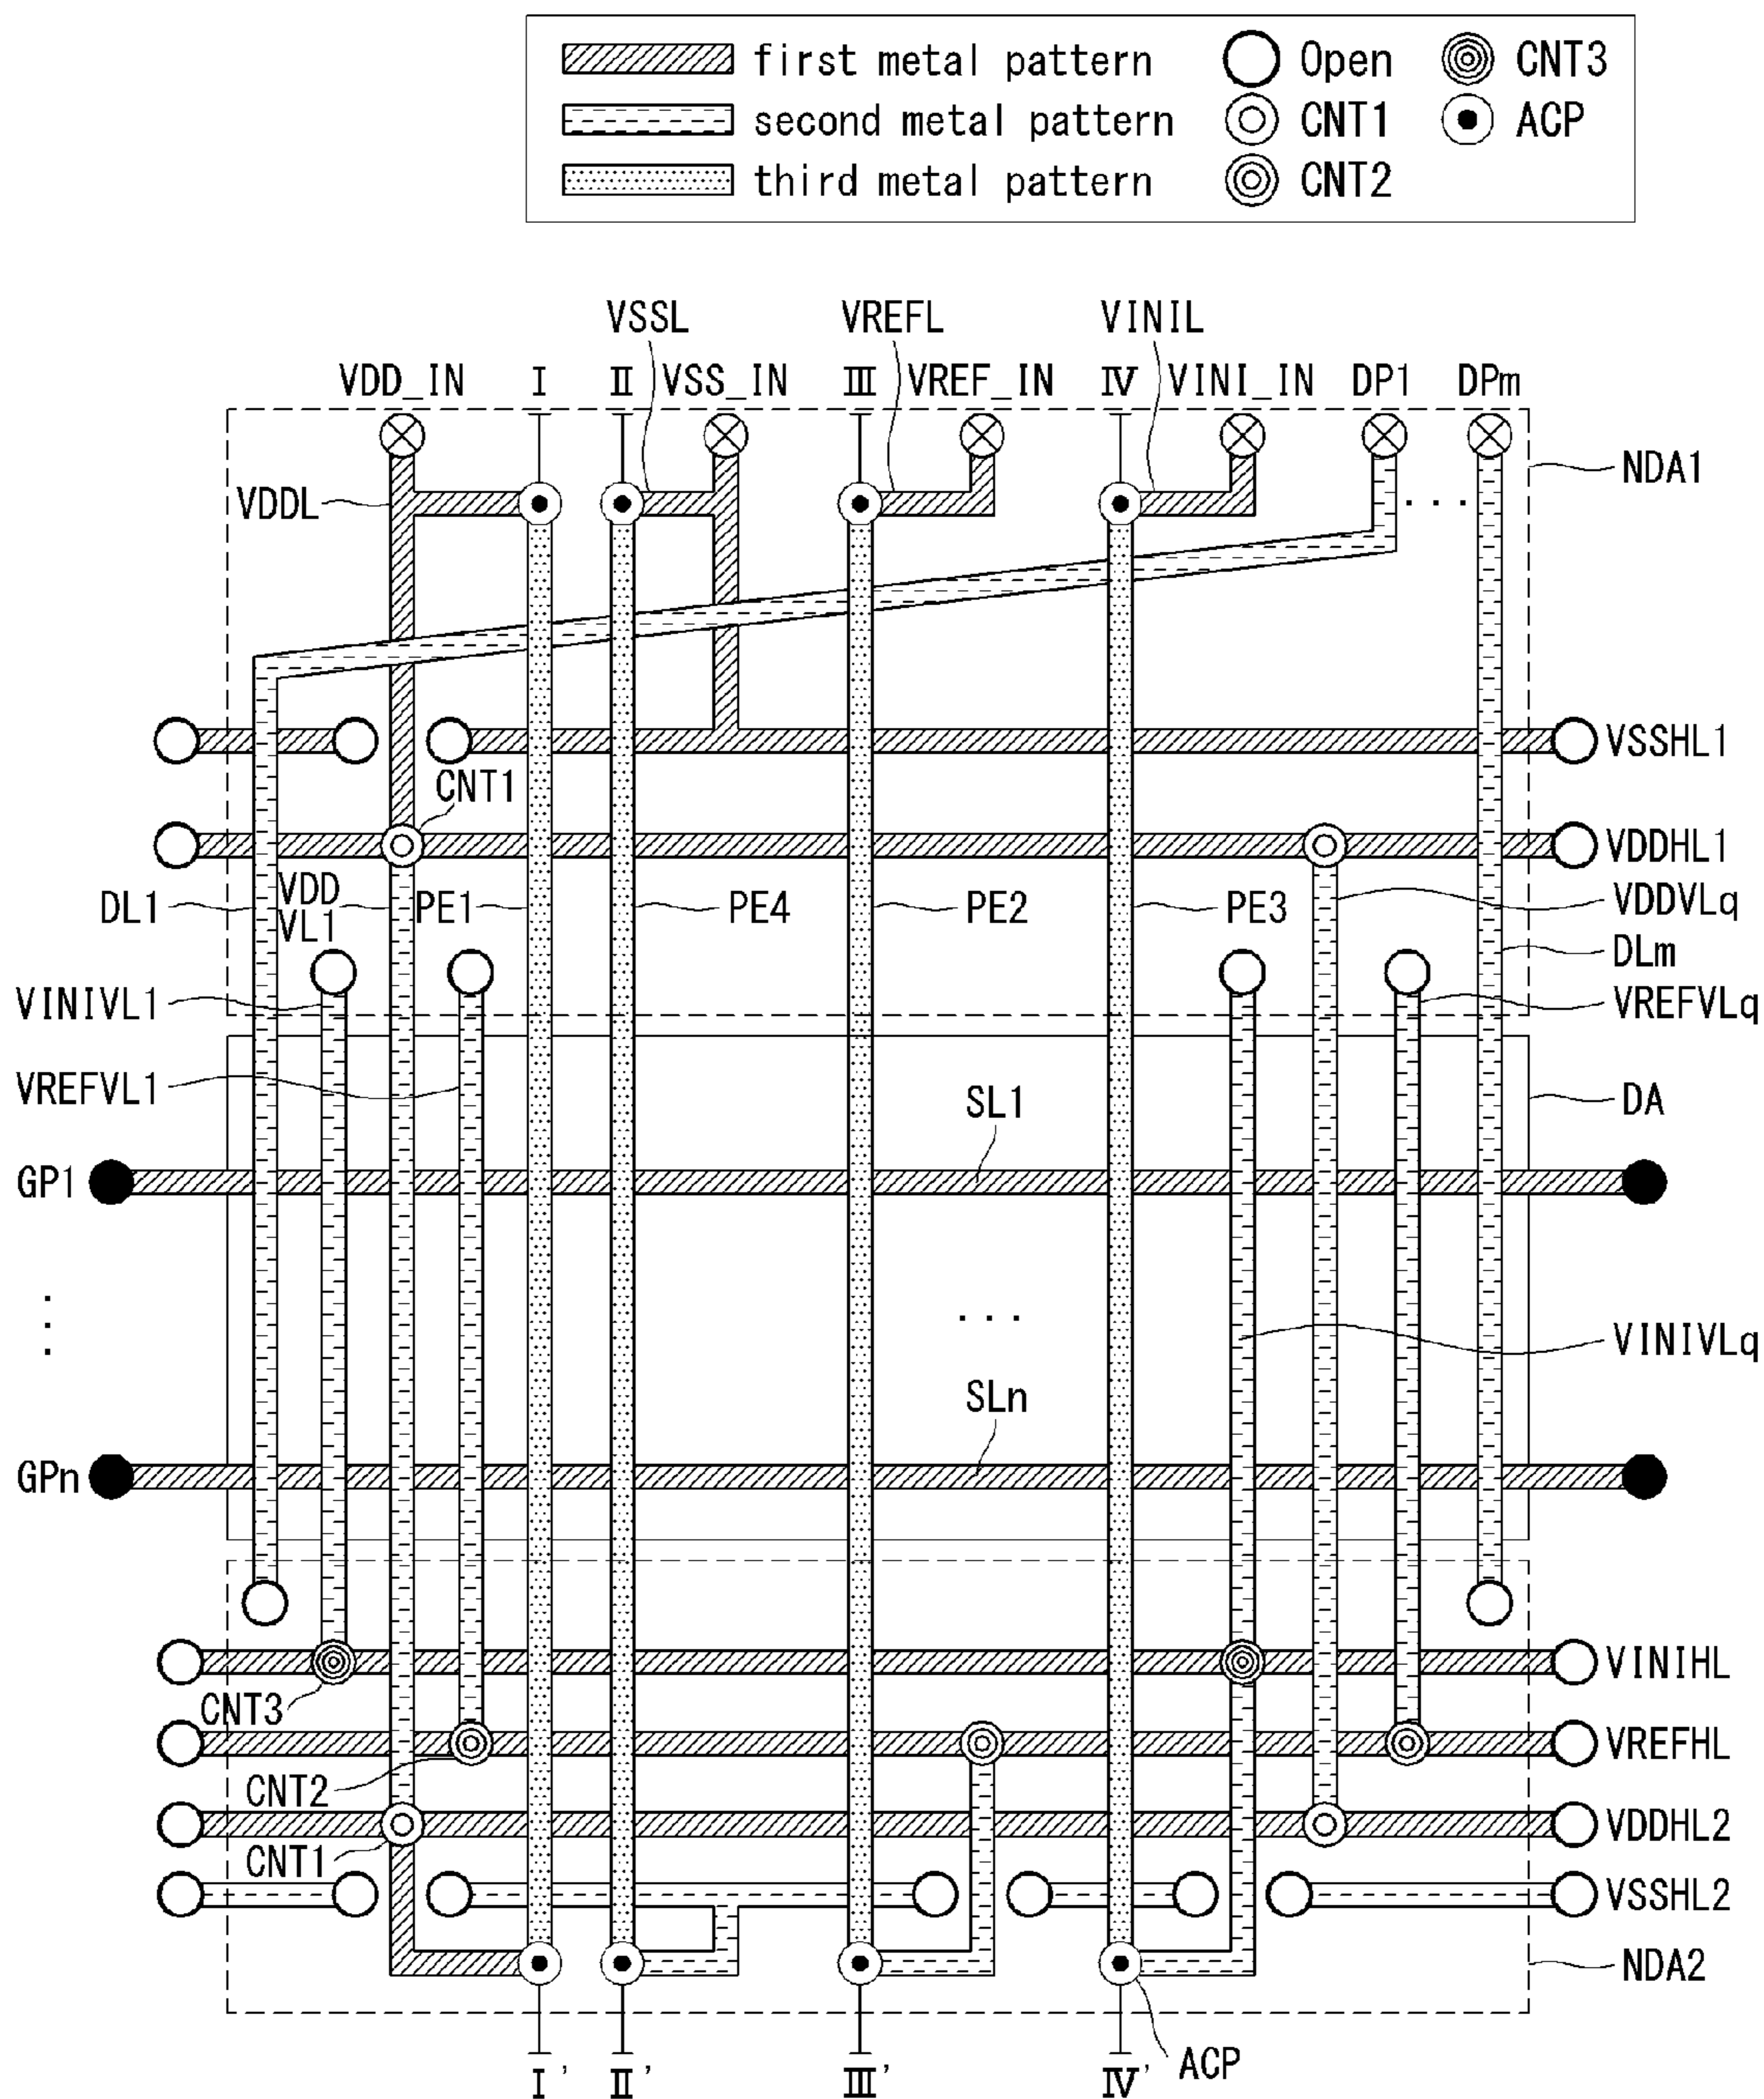 first metal pattern Open CNT3
second metal pattern CNT1 ACP
third metal pattern CNT2
VSSL VREFL VINIL
VDD_IN I II VSS_IN III VREF_IN IV VINI_IN DP1 DPm
NDA1
VDDL
. . .
VSSHL1
CNT1
VDDHL1
VDD
VL1
DL1 PE1 PE4 PE2 PE3 VDDVLq
DLm
VINIVL1 VREFVLq
VREFVL1 SL1 DA
GP1
. . .
. . .
VINIVLq
SLn
GPn
VINIHL
CNT3
VREFHL
CNT2
VDDHL2
CNT1
VSSHL2
NDA2
ACP
I' II' III' IV'